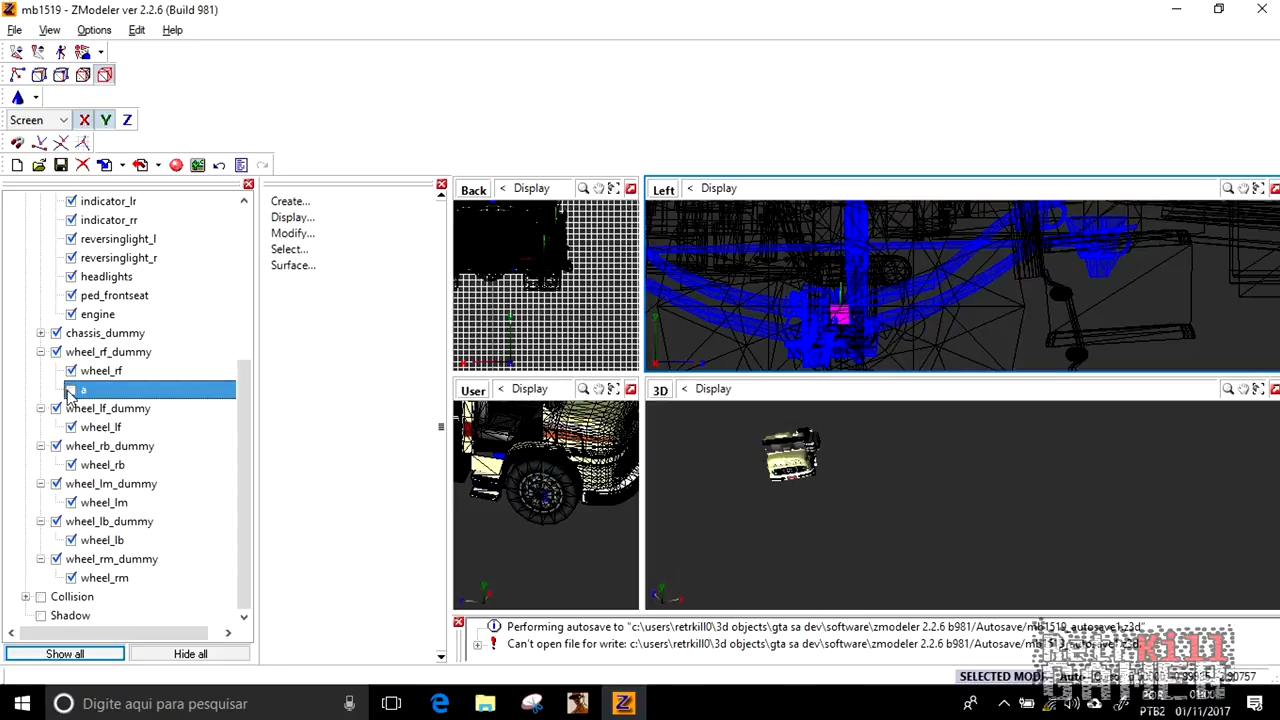 mb1519 - ZModeler ver 2.2.6 (Build 981)
File View Options Edit Help
Screen X Y Z
indicator_lr
indicator_rr
reversinglight_l
reversinglight_r
headlights
ped_frontseat
engine
chassis_dummy
wheel_rf_dummy
wheel_rf
a
wheel_lf_dummy
wheel_lf
wheel_rb_dummy
wheel_rb
wheel_lm_dummy
wheel_lm
wheel_lb_dummy
wheel_lb
wheel_rm_dummy
wheel_rm
Collision
Shadow
Show all Hide all
Create...
Display...
Modify...
Select...
Surface...
Back < Display
Left < Display
User < Display
3D < Display
Performing autosave to "c:\users\retrkill0\3d objects\gta sa dev\software\zmodeler 2.2.6 b981/Autosave/mb1519_autosave1.z3d".
Can't open file for write: c:\users\retrkill0\3d objects\gta sa dev\software\zmodeler 2.2.6 b981/Autosave/
SELECTED MODE Auto
Digite aqui para pesquisar
PTB2 01/11/2017